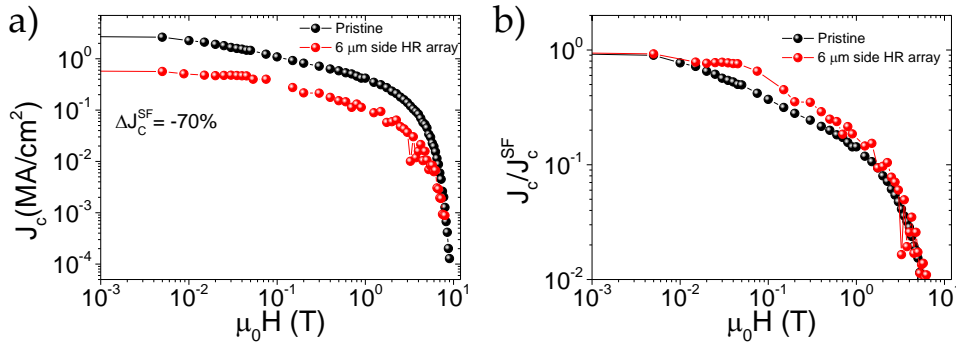 a)
Pristine
6 μm side HR array
ΔJ_C^SF = -70%
J_c(MA/cm²)
10¹
10⁰
10⁻¹
10⁻²
10⁻³
10⁻⁴
10⁻³ 10⁻² 10⁻¹ 10⁰ 10¹
μ₀H (T)
b)
Pristine
6 μm side HR array
J_c/J_c^SF
10⁰
10⁻¹
10⁻²
10⁻³ 10⁻² 10⁻¹ 10⁰ 10¹
μ₀H (T)